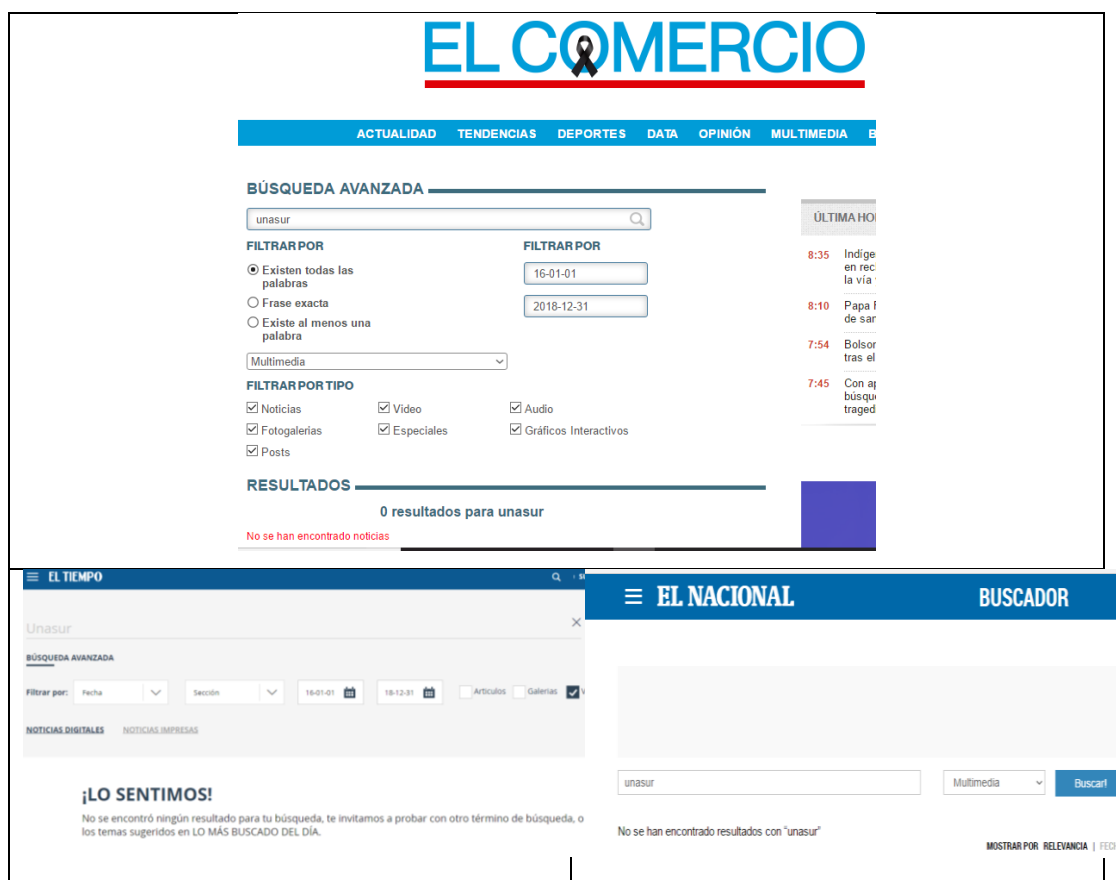 EL COMERCIO
ACTUALIDAD TENDENCIAS DEPORTES DATA OPINIÓN MULTIMEDIA B
BÚSQUEDA AVANZADA
unasur
ÚLTIMA HO
FILTRAR POR FILTRAR POR
Existen todas las palabras
16-01-01
Frase exacta
2018-12-31
Existe al menos una palabra
Multimedia
FILTRAR POR TIPO
Noticias Video Audio
Fotogalerias Especiales Gráficos Interactivos
Posts
8:35 Indíge
en rec
la vía
8:10 Papa F
de sar
7:54 Bolsor
tras el
7:45 Con ap
búsqu
traged
RESULTADOS
0 resultados para unasur
No se han encontrado noticias
EL TIEMPO
Unasur
BÚSQUEDA AVANZADA
Filtrar por: Fecha Sección 16-01-01 18-12-31 Articulos Galerias V
NOTICIAS DIGITALES NOTICIAS IMPRESAS
¡LO SENTIMOS!
No se encontró ningún resultado para tu búsqueda, te invitamos a probar con otro término de búsqueda, o
los temas sugeridos en LO MÁS BUSCADO DEL DÍA.
EL NACIONAL BUSCADOR
unasur Multimedia Buscar!
No se han encontrado resultados con "unasur"
MOSTRAR POR RELEVANCIA | FEC